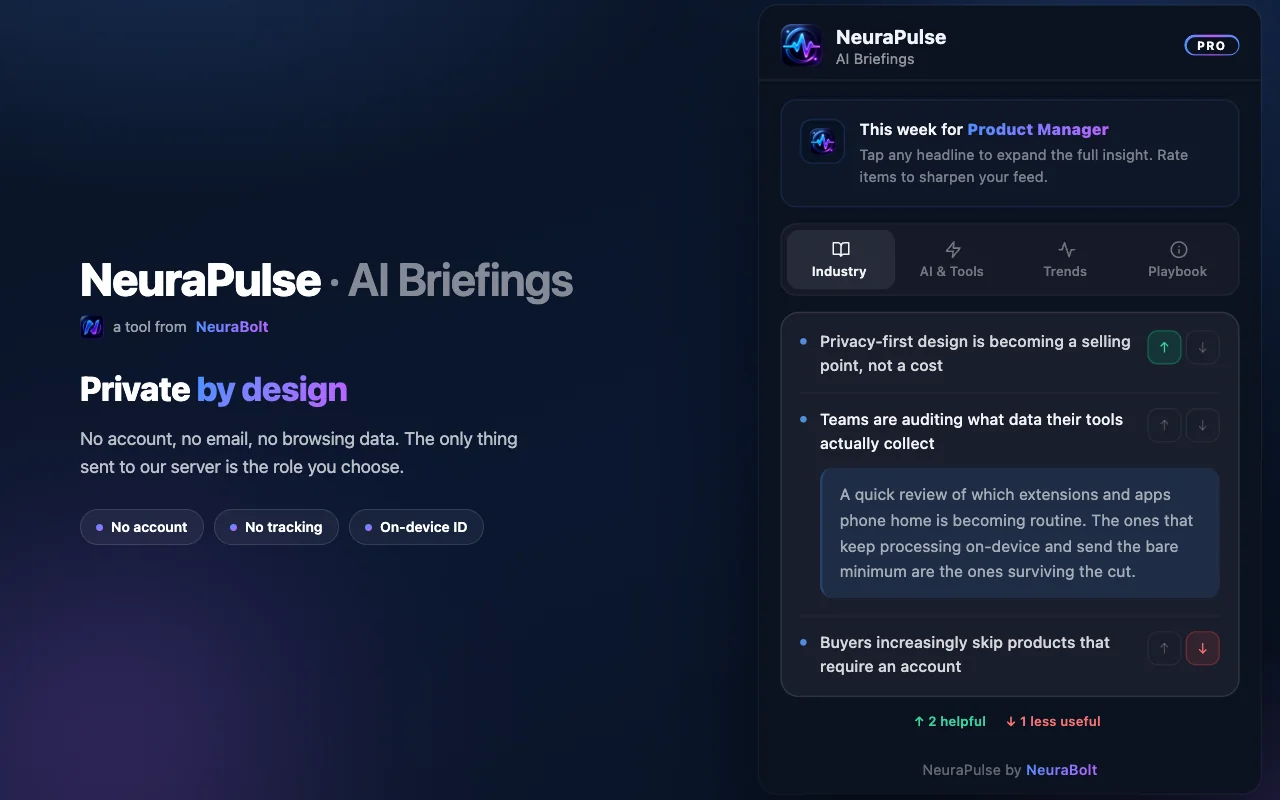 NeuraPulse · AI Briefings
a tool from NeuraBolt
Private by design
No account, no email, no browsing data. The only thing
sent to our server is the role you choose.
No account
No tracking
On-device ID
NeuraPulse
AI Briefings
PRO
This week for Product Manager
Tap any headline to expand the full insight. Rate
items to sharpen your feed.
Industry
AI & Tools
Trends
Playbook
Privacy-first design is becoming a selling
point, not a cost
↑ ↓
Teams are auditing what data their tools
actually collect
↑ ↓
A quick review of which extensions and apps
phone home is becoming routine. The ones that
keep processing on-device and send the bare
minimum are the ones surviving the cut.
Buyers increasingly skip products that
require an account
↑ ↓
↑ 2 helpful ↓ 1 less useful
NeuraPulse by NeuraBolt